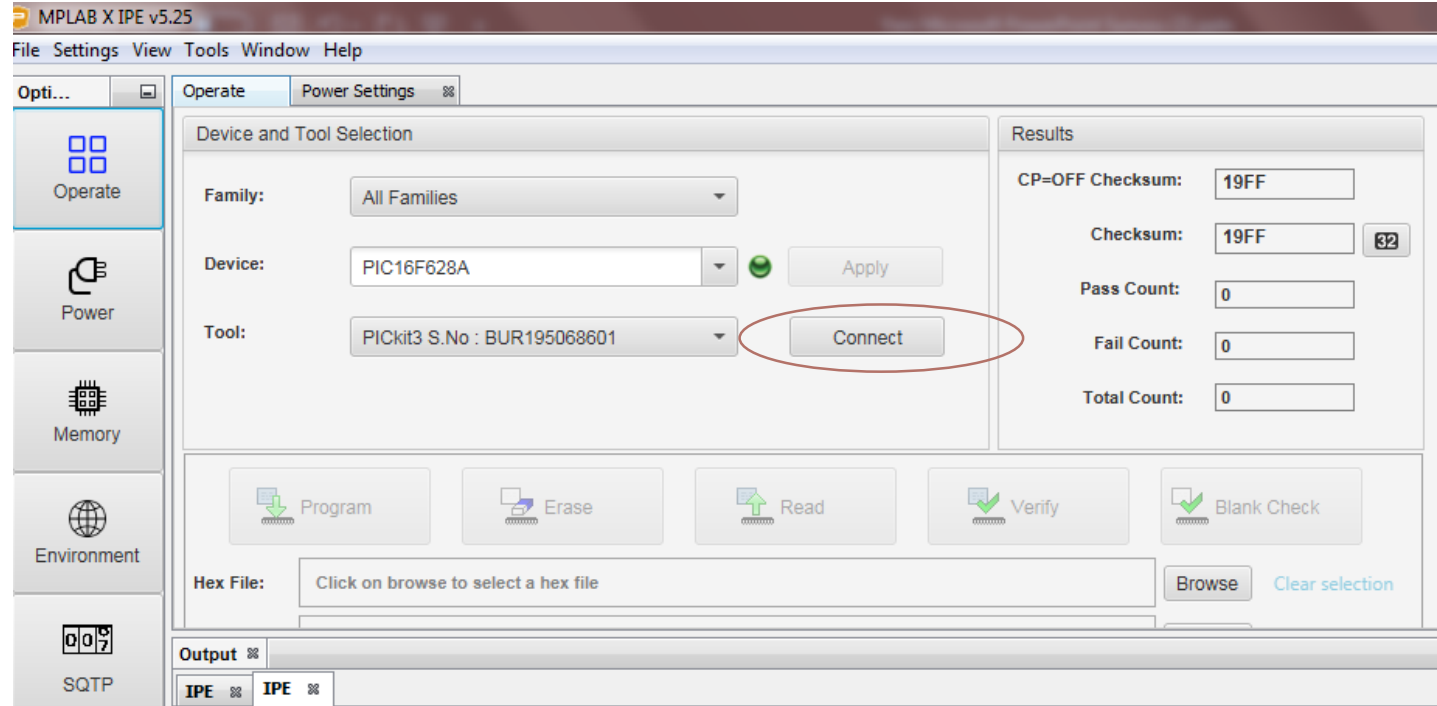 MPLAB X IPE v5.25
File Settings View Tools Window Help
Opti...
Operate Power Settings
Operate
Power
Memory
Environment
SQTP
Device and Tool Selection
Family: All Families
Device: PIC16F628A Apply
Tool: PICkit3 S.No : BUR195068601 Connect
Results
CP=OFF Checksum: 19FF
Checksum: 19FF 32
Pass Count: 0
Fail Count: 0
Total Count: 0
Program Erase Read Verify Blank Check
Hex File: Click on browse to select a hex file Browse Clear selection
Output
IPE IPE